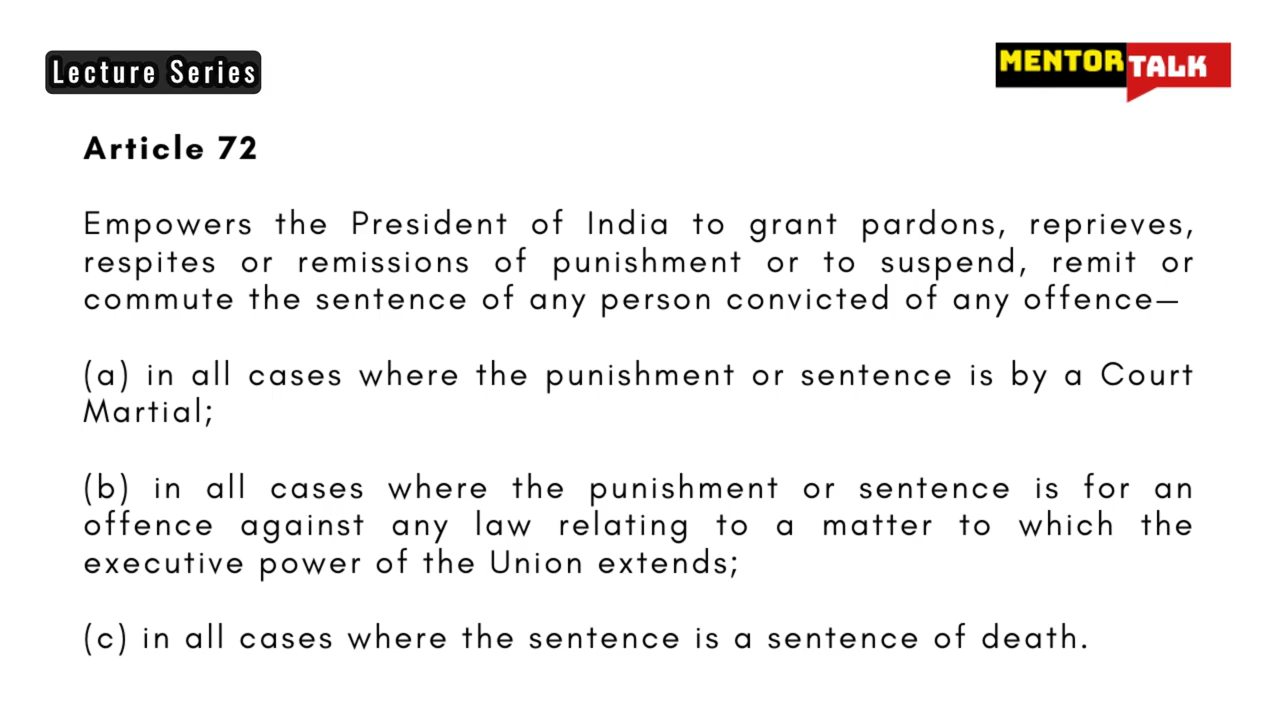 Lecture Series
MENTOR TALK
Article 72
Empowers the President of India to grant pardons, reprieves,
respites or remissions of punishment or to suspend, remit or
commute the sentence of any person convicted of any offence—
(a) in all cases where the punishment or sentence is by a Court
Martial;
(b) in all cases where the punishment or sentence is for an
offence against any law relating to a matter to which the
executive power of the Union extends;
(c) in all cases where the sentence is a sentence of death.